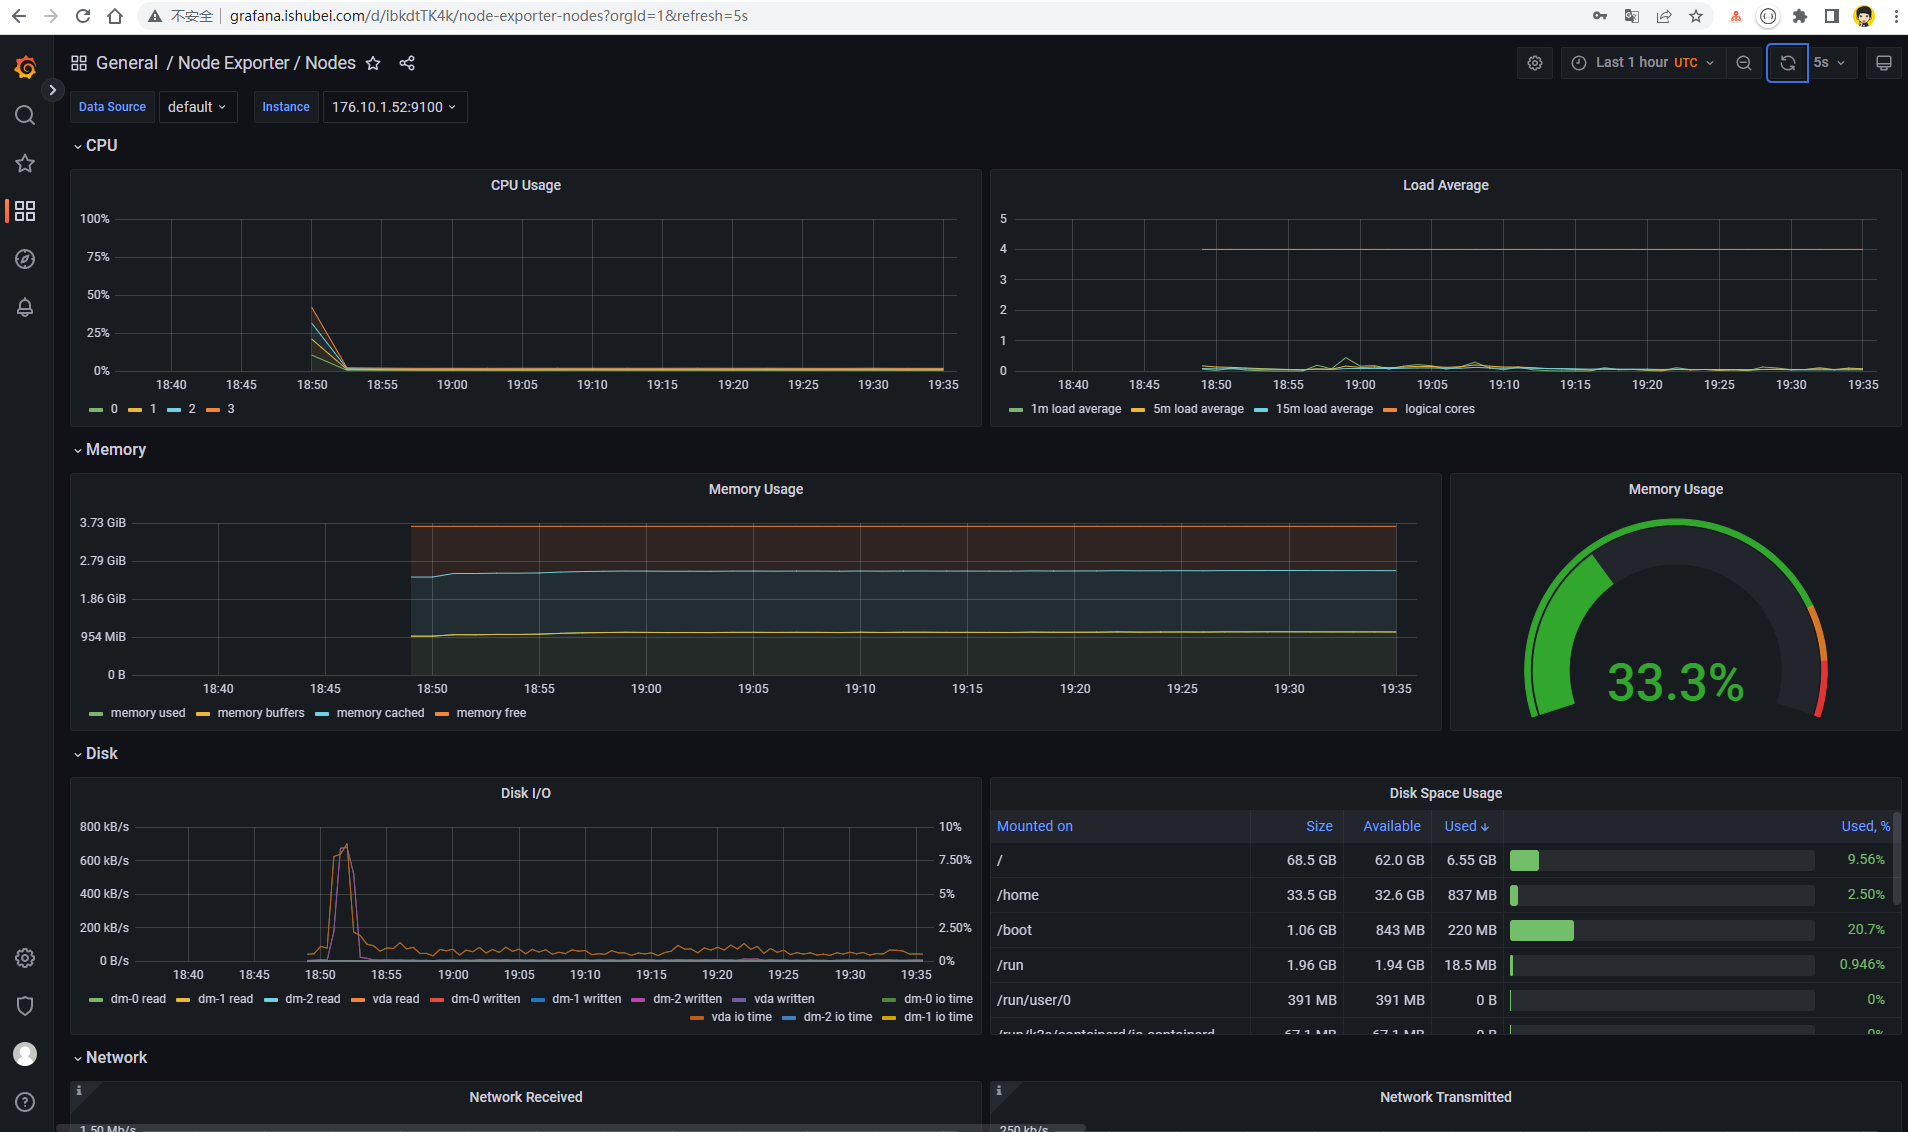 不安全 grafana.ishubei.com/d/ibkdtTK4k/node-exporter-nodes?orgId=1&refresh=5s
General / Node Exporter / Nodes
Last 1 hour UTC
5s
Data Source default
Instance 176.10.1.52:9100
CPU
CPU Usage
100%
75%
50%
25%
0%
18:40 18:45 18:50 18:55 19:00 19:05 19:10 19:15 19:20 19:25 19:30 19:35
0 1 2 3
Load Average
5
4
3
2
1
0
18:40 18:45 18:50 18:55 19:00 19:05 19:10 19:15 19:20 19:25 19:30 19:35
1m load average 5m load average 15m load average logical cores
Memory
Memory Usage
3.73 GiB
2.79 GiB
1.86 GiB
954 MiB
0 B
18:40 18:45 18:50 18:55 19:00 19:05 19:10 19:15 19:20 19:25 19:30 19:35
memory used memory buffers memory cached memory free
Memory Usage
33.3%
Disk
Disk I/O
800 kB/s 10%
600 kB/s 7.50%
400 kB/s 5%
200 kB/s 2.50%
0 B/s 0%
18:40 18:45 18:50 18:55 19:00 19:05 19:10 19:15 19:20 19:25 19:30 19:35
dm-0 read dm-1 read dm-2 read vda read dm-0 written dm-1 written dm-2 written vda written dm-0 io time
vda io time dm-2 io time dm-1 io time
Disk Space Usage
Mounted on Size Available Used Used, %
/ 68.5 GB 62.0 GB 6.55 GB 9.56%
/home 33.5 GB 32.6 GB 837 MB 2.50%
/boot 1.06 GB 843 MB 220 MB 20.7%
/run 1.96 GB 1.94 GB 18.5 MB 0.946%
/run/user/0 391 MB 391 MB 0 B 0%
/run/k3s/containerd/io.containerd 67.1 MB 67.1 MB 0 B 0%
Network
Network Received
1.50 Mb/s
Network Transmitted
250 kb/s